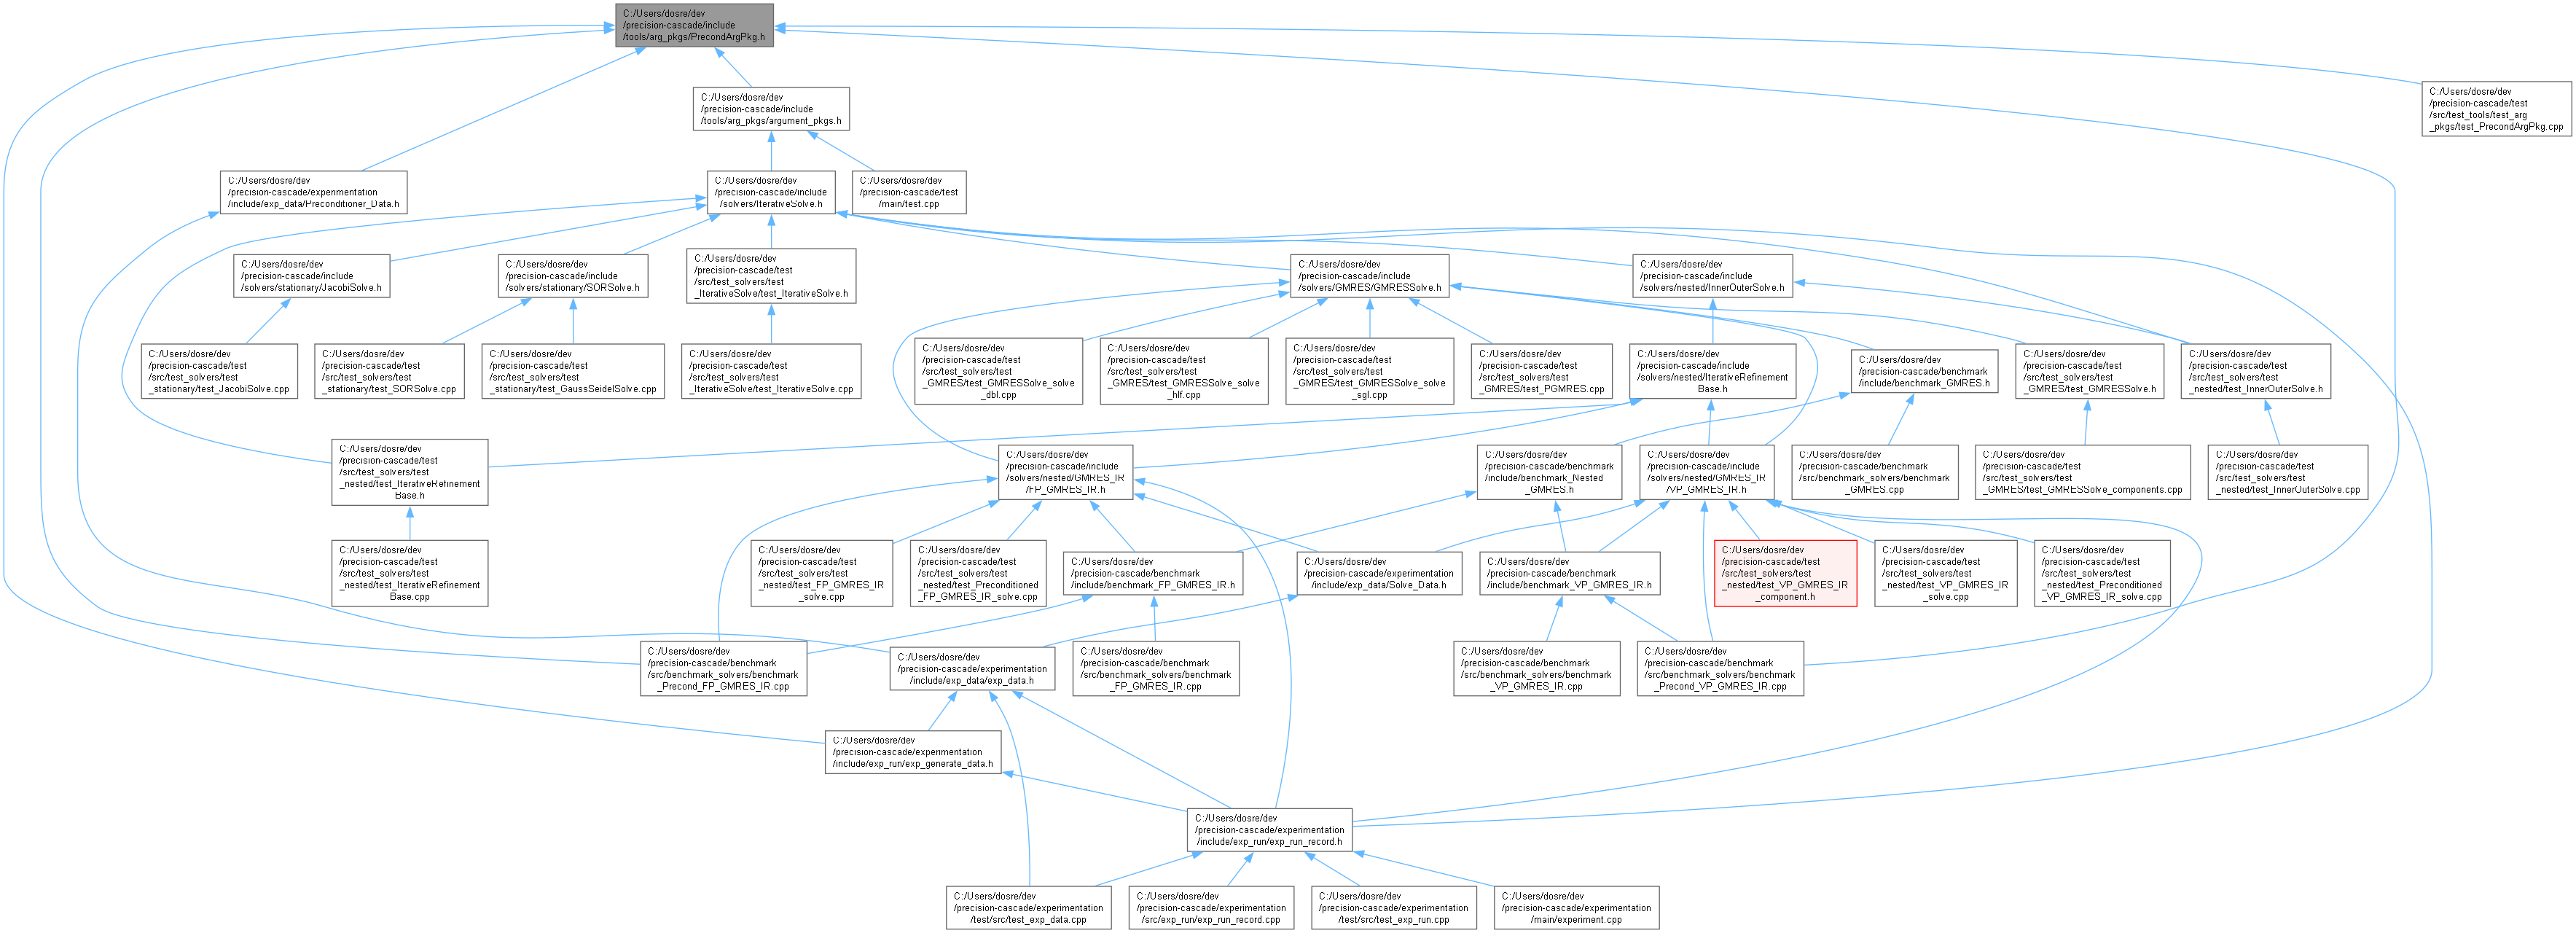 C:/Users/dosre/dev
/precision-cascade/include
/tools/arg_pkgs/PrecondArgPkg.h
C:/Users/dosre/dev
/precision-cascade/include
/tools/arg_pkgs/argument_pkgs.h
C:/Users/dosre/dev
/precision-cascade/test
/src/test_tools/test_arg
_pkgs/test_PrecondArgPkg.cpp
C:/Users/dosre/dev
/precision-cascade/experimentation
/include/exp_data/Preconditioner_Data.h
C:/Users/dosre/dev
/precision-cascade/include
/solvers/IterativeSolve.h
C:/Users/dosre/dev
/precision-cascade/test
/main/test.cpp
C:/Users/dosre/dev
/precision-cascade/include
/solvers/stationary/JacobiSolve.h
C:/Users/dosre/dev
/precision-cascade/include
/solvers/stationary/SORSolve.h
C:/Users/dosre/dev
/precision-cascade/test
/src/test_solvers/test
_IterativeSolve/test_IterativeSolve.h
C:/Users/dosre/dev
/precision-cascade/include
/solvers/GMRES/GMRESSolve.h
C:/Users/dosre/dev
/precision-cascade/include
/solvers/nested/InnerOuterSolve.h
C:/Users/dosre/dev
/precision-cascade/test
/src/test_solvers/test
_stationary/test_JacobiSolve.cpp
C:/Users/dosre/dev
/precision-cascade/test
/src/test_solvers/test
_stationary/test_SORSolve.cpp
C:/Users/dosre/dev
/precision-cascade/test
/src/test_solvers/test
_stationary/test_GaussSeidelSolve.cpp
C:/Users/dosre/dev
/precision-cascade/test
/src/test_solvers/test
_IterativeSolve/test_IterativeSolve.cpp
C:/Users/dosre/dev
/precision-cascade/test
/src/test_solvers/test
_GMRES/test_GMRESSolve_solve
_dbl.cpp
C:/Users/dosre/dev
/precision-cascade/test
/src/test_solvers/test
_GMRES/test_GMRESSolve_solve
_hlf.cpp
C:/Users/dosre/dev
/precision-cascade/test
/src/test_solvers/test
_GMRES/test_GMRESSolve_solve
_sgl.cpp
C:/Users/dosre/dev
/precision-cascade/test
/src/test_solvers/test
_GMRES/test_PGMRES.cpp
C:/Users/dosre/dev
/precision-cascade/include
/solvers/nested/IterativeRefinement
Base.h
C:/Users/dosre/dev
/precision-cascade/benchmark
/include/benchmark_GMRES.h
C:/Users/dosre/dev
/precision-cascade/test
/src/test_solvers/test
_GMRES/test_GMRESSolve.h
C:/Users/dosre/dev
/precision-cascade/test
/src/test_solvers/test
_nested/test_InnerOuterSolve.h
C:/Users/dosre/dev
/precision-cascade/test
/src/test_solvers/test
_nested/test_IterativeRefinement
Base.h
C:/Users/dosre/dev
/precision-cascade/include
/solvers/nested/GMRES_IR
/FP_GMRES_IR.h
C:/Users/dosre/dev
/precision-cascade/benchmark
/include/benchmark_Nested
_GMRES.h
C:/Users/dosre/dev
/precision-cascade/include
/solvers/nested/GMRES_IR
/VP_GMRES_IR.h
C:/Users/dosre/dev
/precision-cascade/benchmark
/src/benchmark_solvers/benchmark
_GMRES.cpp
C:/Users/dosre/dev
/precision-cascade/test
/src/test_solvers/test
_GMRES/test_GMRESSolve_components.cpp
C:/Users/dosre/dev
/precision-cascade/test
/src/test_solvers/test
_nested/test_InnerOuterSolve.cpp
C:/Users/dosre/dev
/precision-cascade/test
/src/test_solvers/test
_nested/test_IterativeRefinement
Base.cpp
C:/Users/dosre/dev
/precision-cascade/test
/src/test_solvers/test
_nested/test_FP_GMRES_IR
_solve.cpp
C:/Users/dosre/dev
/precision-cascade/test
/src/test_solvers/test
_nested/test_Preconditioned
_FP_GMRES_IR_solve.cpp
C:/Users/dosre/dev
/precision-cascade/benchmark
/include/benchmark_FP_GMRES_IR.h
C:/Users/dosre/dev
/precision-cascade/experimentation
/include/exp_data/Solve_Data.h
C:/Users/dosre/dev
/precision-cascade/benchmark
/include/benchmark_VP_GMRES_IR.h
C:/Users/dosre/dev
/precision-cascade/test
/src/test_solvers/test
_nested/test_VP_GMRES_IR
_component.h
C:/Users/dosre/dev
/precision-cascade/test
/src/test_solvers/test
_nested/test_VP_GMRES_IR
_solve.cpp
C:/Users/dosre/dev
/precision-cascade/test
/src/test_solvers/test
_nested/test_Preconditioned
_VP_GMRES_IR_solve.cpp
C:/Users/dosre/dev
/precision-cascade/benchmark
/src/benchmark_solvers/benchmark
_Precond_FP_GMRES_IR.cpp
C:/Users/dosre/dev
/precision-cascade/experimentation
/include/exp_data/exp_data.h
C:/Users/dosre/dev
/precision-cascade/benchmark
/src/benchmark_solvers/benchmark
_FP_GMRES_IR.cpp
C:/Users/dosre/dev
/precision-cascade/benchmark
/src/benchmark_solvers/benchmark
_VP_GMRES_IR.cpp
C:/Users/dosre/dev
/precision-cascade/benchmark
/src/benchmark_solvers/benchmark
_Precond_VP_GMRES_IR.cpp
C:/Users/dosre/dev
/precision-cascade/experimentation
/include/exp_run/exp_generate_data.h
C:/Users/dosre/dev
/precision-cascade/experimentation
/include/exp_run/exp_run_record.h
C:/Users/dosre/dev
/precision-cascade/experimentation
/test/src/test_exp_data.cpp
C:/Users/dosre/dev
/precision-cascade/experimentation
/src/exp_run/exp_run_record.cpp
C:/Users/dosre/dev
/precision-cascade/experimentation
/test/src/test_exp_run.cpp
C:/Users/dosre/dev
/precision-cascade/experimentation
/main/experiment.cpp